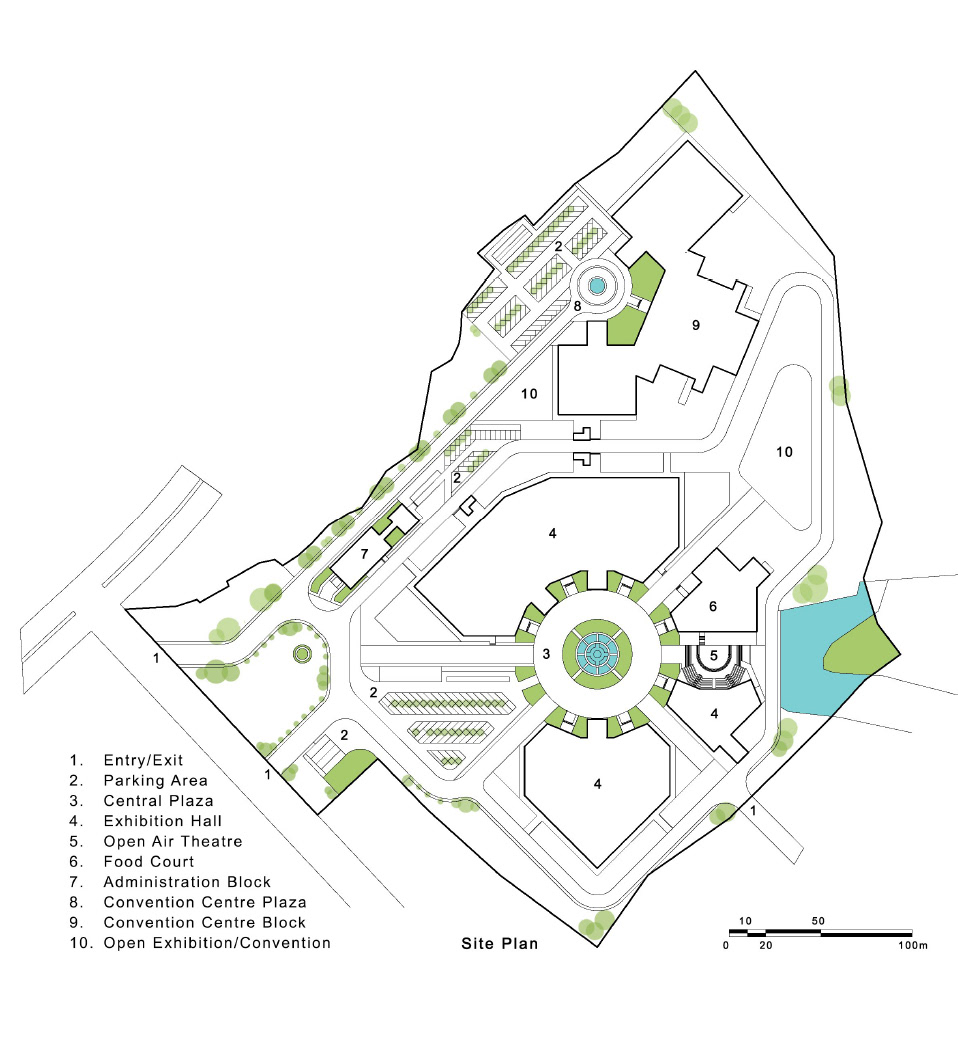 2
8
9
10
10
2
4
7
6
3
5
1
2
4
2
4
1
1
1. Entry/Exit
2. Parking Area
3. Central Plaza
4. Exhibition Hall
5. Open Air Theatre
6. Food Court
7. Administration Block
8. Convention Centre Plaza
9. Convention Centre Block
10. Open Exhibition/Convention
Site Plan
10 50
0 20 100m